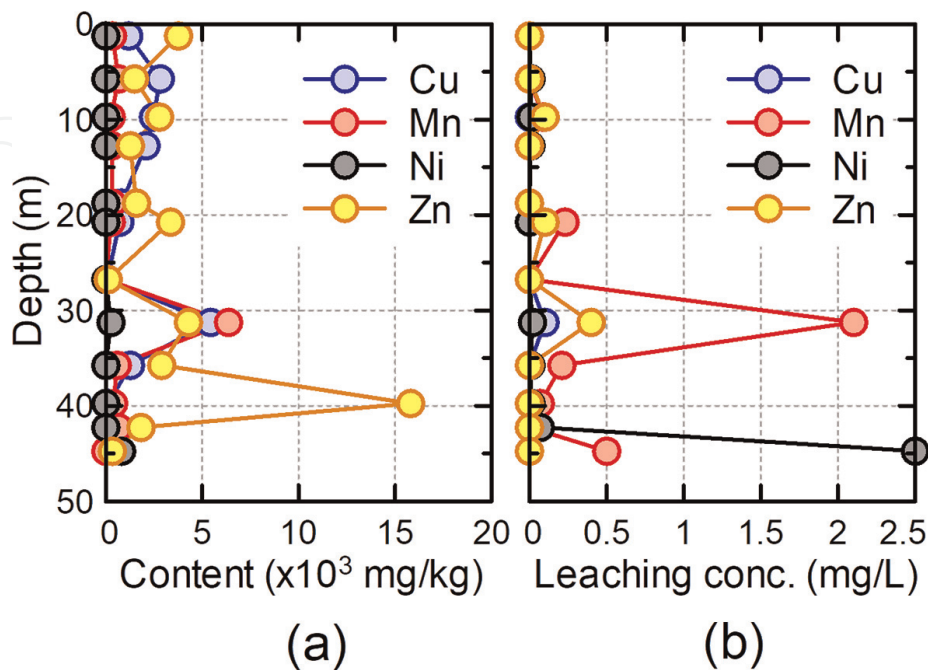 0
10
20
30
40
50
Depth (m)
Cu
Mn
Ni
Zn
0
5
10
15
20
Content (x10³ mg/kg)
(a)
Cu
Mn
Ni
Zn
0
0.5
1
1.5
2
2.5
Leaching conc. (mg/L)
(b)